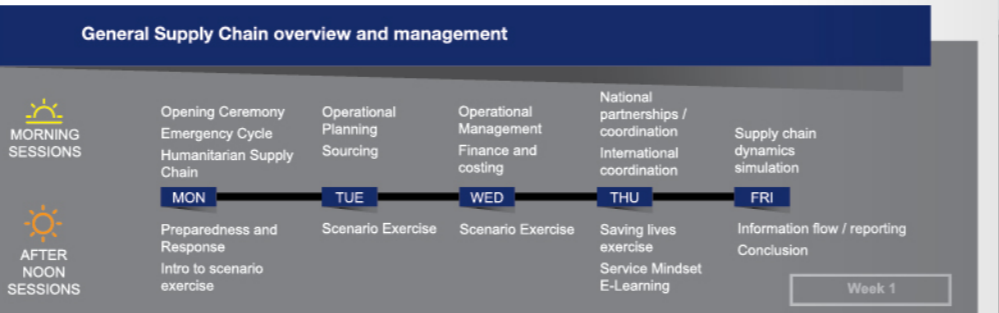 General Supply Chain overview and management
MORNING
SESSIONS
Opening Ceremony
Emergency Cycle
Humanitarian Supply
Chain
Operational
Planning
Sourcing
Operational
Management
Finance and
costing
National
partnerships /
coordination
International
coordination
Supply chain
dynamics
simulation
MON
TUE
WED
THU
FRI
AFTER
NOON
SESSIONS
Preparedness and
Response
Intro to scenario
exercise
Scenario Exercise
Scenario Exercise
Saving lives
exercise
Service Mindset
E-Learning
Information flow / reporting
Conclusion
Week 1